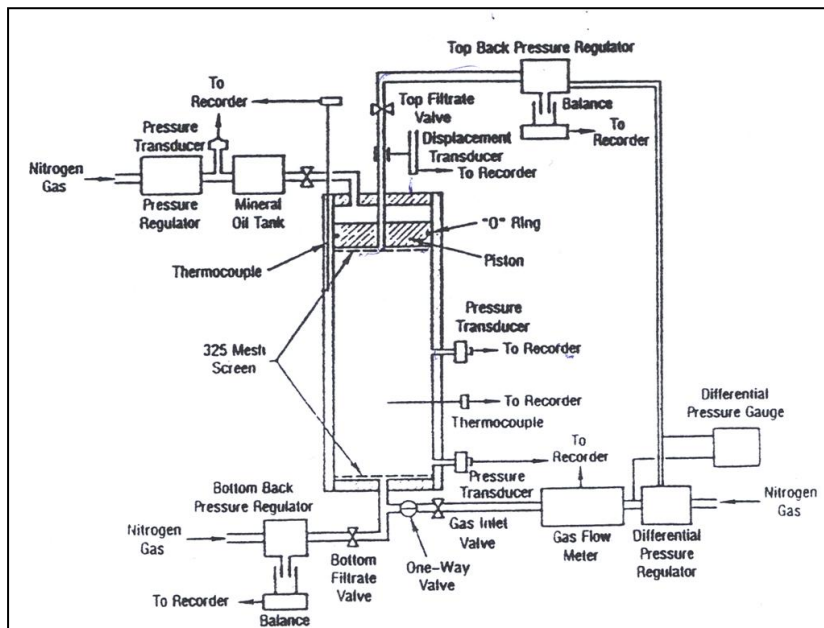 Top Back Pressure Regulator
To
Recorder
Pressure
Transducer
Nitrogen
Gas
Pressure
Regulator
Mineral
Oil Tank
Top Filtrate
Valve
Displacement
Transducer
To Recorder
Balance
To
Recorder
"O" Ring
Piston
Thermocouple
325 Mesh
Screen
Pressure
Transducer
To Recorder
To Recorder
Thermocouple
Differential
Pressure Gauge
To
Recorder
Pressure
Transducer
Bottom Back
Pressure Regulator
Nitrogen
Gas
Gas Inlet
Valve
Gas Flow
Meter
Differential
Pressure
Regulator
Nitrogen
Gas
Bottom
Filtrate
Valve
One-Way
Valve
To Recorder
Balance